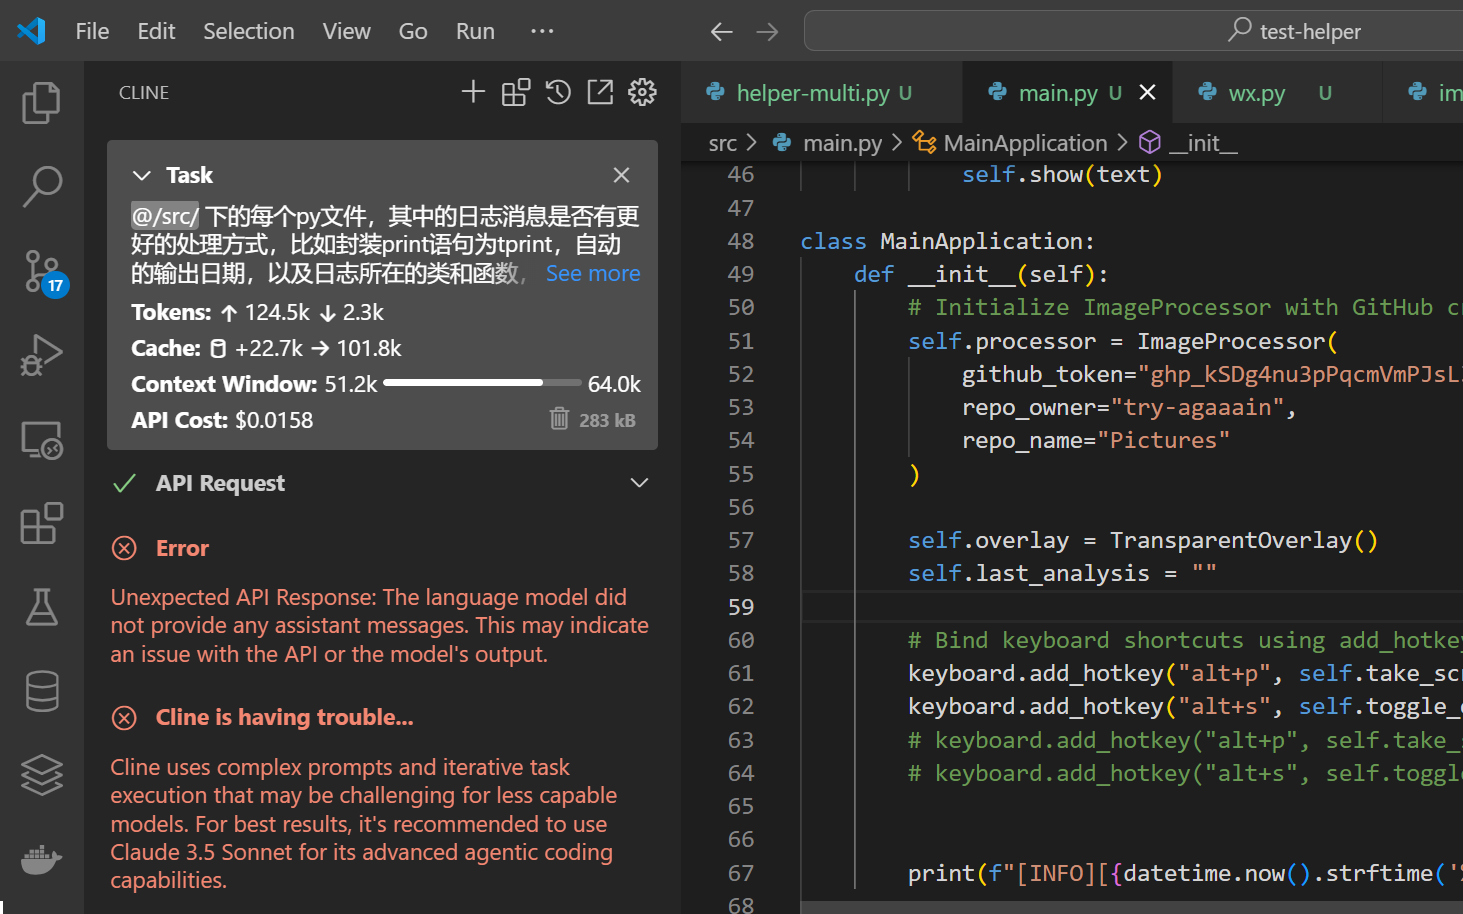 File Edit Selection View Go Run ···
test-helper
CLINE
Task
@/src/ 下的每个py文件，其中的日志消息是否有更
好的处理方式，比如封装print语句为tprint，自动
的输出日期，以及日志所在的类和函数， See more
Tokens: ↑ 124.5k ↓ 2.3k
Cache: +22.7k → 101.8k
Context Window: 51.2k 64.0k
API Cost: $0.0158 283 kB
API Request
Error
Unexpected API Response: The language model did
not provide any assistant messages. This may indicate
an issue with the API or the model's output.
Cline is having trouble...
Cline uses complex prompts and iterative task
execution that may be challenging for less capable
models. For best results, it's recommended to use
Claude 3.5 Sonnet for its advanced agentic coding
capabilities.
17
helper-multi.py U main.py U wx.py U im
src > main.py > MainApplication > __init__
46 self.show(text)
47
48 class MainApplication:
49 def __init__(self):
50 # Initialize ImageProcessor with GitHub cr
51 self.processor = ImageProcessor(
52 github_token="ghp_kSDg4nu3pPqcmVmPJsL
53 repo_owner="try-agaaain",
54 repo_name="Pictures"
55 )
56
57 self.overlay = TransparentOverlay()
58 self.last_analysis = ""
59
60 # Bind keyboard shortcuts using add_hotkey
61 keyboard.add_hotkey("alt+p", self.take_scr
62 keyboard.add_hotkey("alt+s", self.toggle_
63 # keyboard.add_hotkey("alt+p", self.take_
64 # keyboard.add_hotkey("alt+s", self.toggl
65
66
67 print(f"[INFO][{datetime.now().strftime('
68